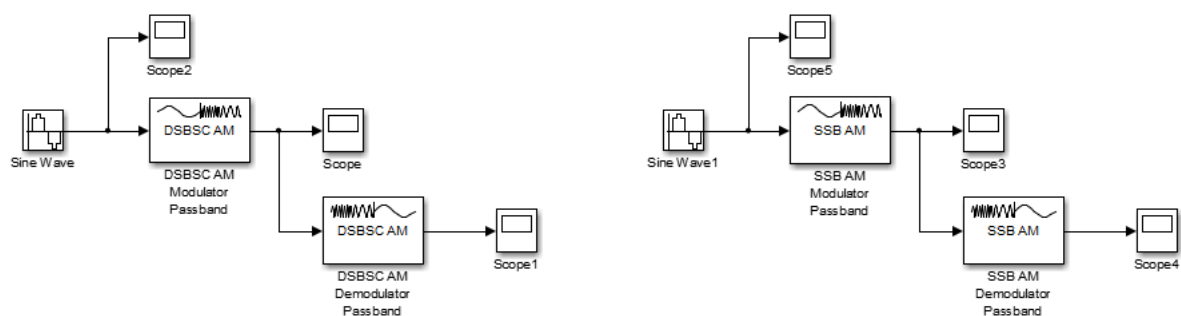 Scope2
DSBSC AM
Sine Wave
DSBSC AM
Modulator
Passband
Scope
DSBSC AM
DSBSC AM
Demodulator
Passband
Scope1
Scope5
SSB AM
Sine Wave1
SSB AM
Modulator
Passband
Scope3
SSB AM
SSB AM
Demodulator
Passband
Scope4